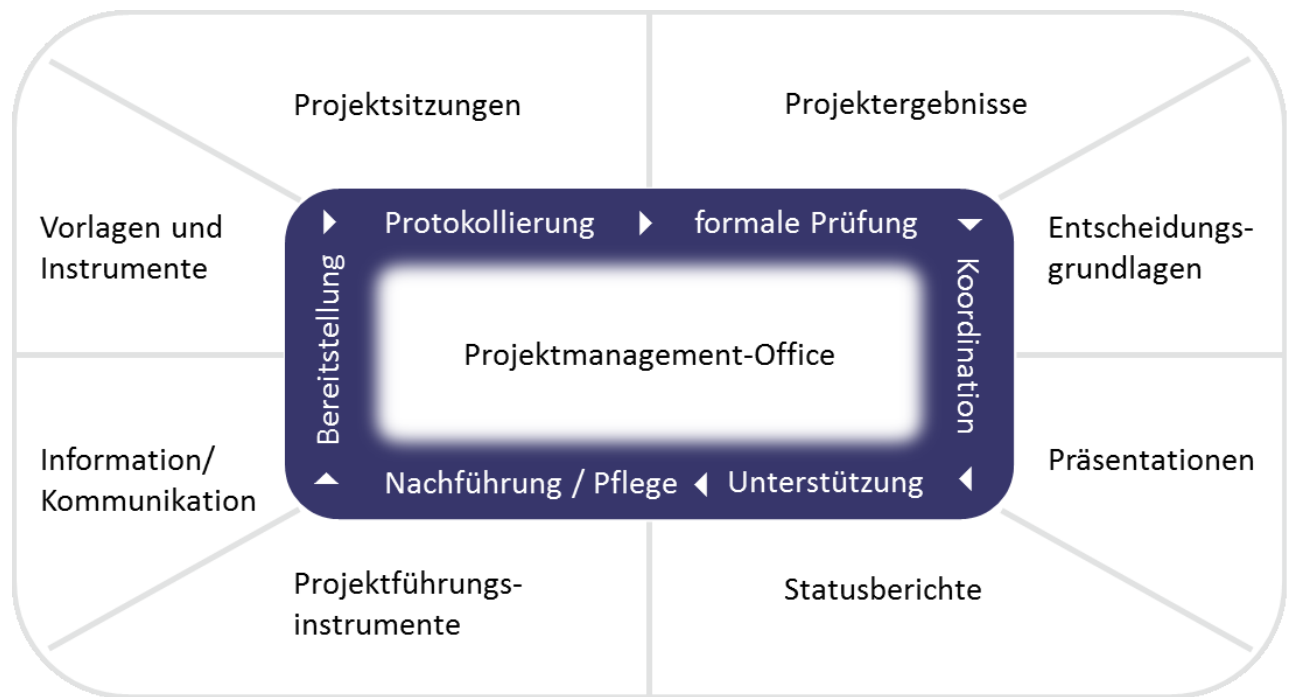 Projektsitzungen
Projektergebnisse
Vorlagen und
Instrumente
Protokollierung
formale Prüfung
Entscheidungs-
grundlagen
Bereitstellung
Projektmanagement-Office
Koordination
Information/
Kommunikation
Nachführung / Pflege
Unterstützung
Präsentationen
Projektführungs-
instrumente
Statusberichte